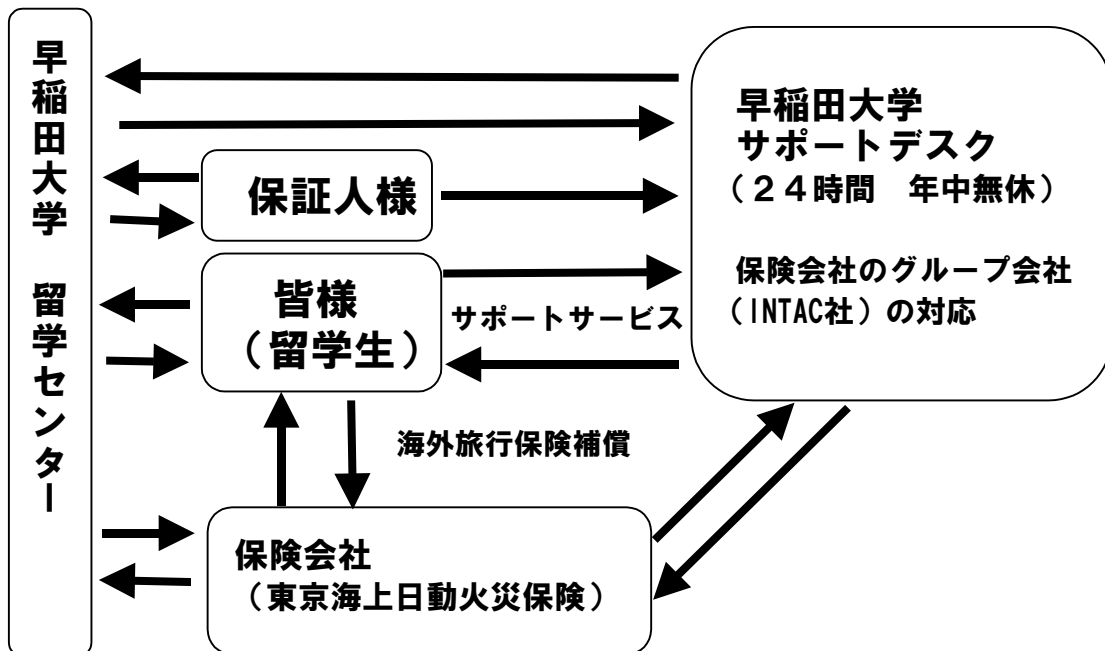 早稲田大学　留学センター
早稲田大学
サポートデスク
（２４時間　年中無休）
保険会社のグループ会社
（INTAC社）の対応
保証人様
皆様
（留学生）
サポートサービス
海外旅行保険補償
保険会社
（東京海上日動火災保険）